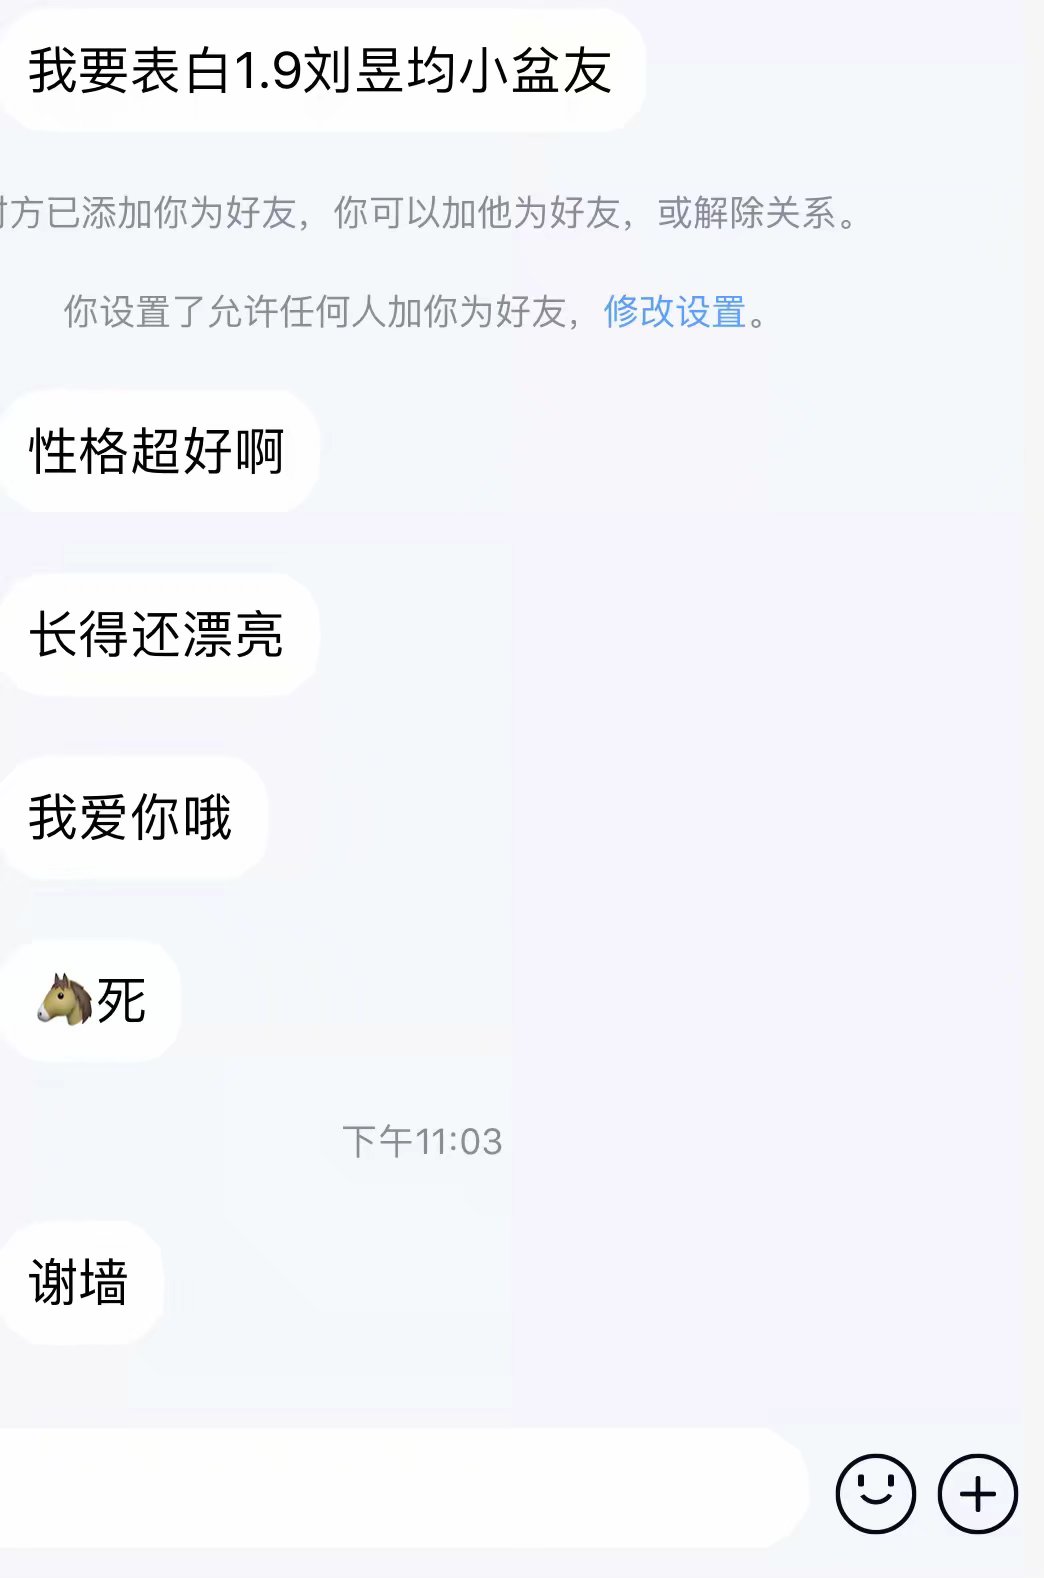 我要表白1.9刘昱均小盆友
对方已添加你为好友，你可以加他为好友，或解除关系。
你设置了允许任何人加你为好友，修改设置。
性格超好啊
长得还漂亮
我爱你哦
🐴死
下午11:03
谢墙